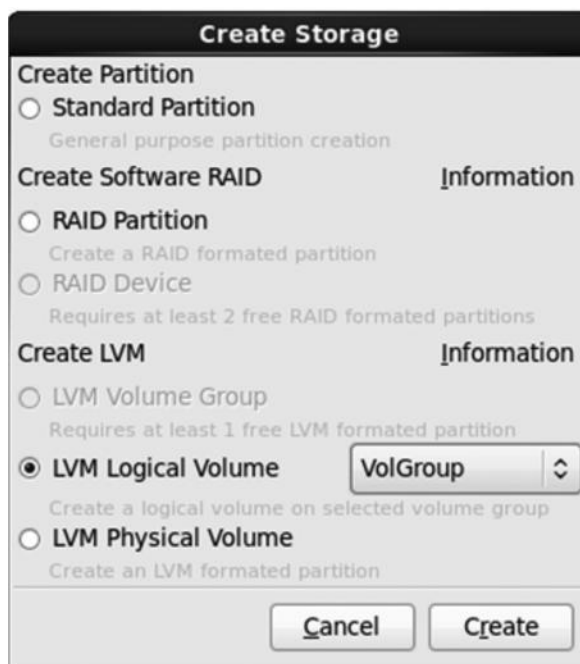 Create Storage
Create Partition
Standard Partition
General purpose partition creation
Create Software RAID Information
RAID Partition
Create a RAID formated partition
RAID Device
Requires at least 2 free RAID formated partitions
Create LVM Information
LVM Volume Group
Requires at least 1 free LVM formated partition
LVM Logical Volume VolGroup
Create a logical volume on selected volume group
LVM Physical Volume
Create an LVM formated partition
Cancel Create